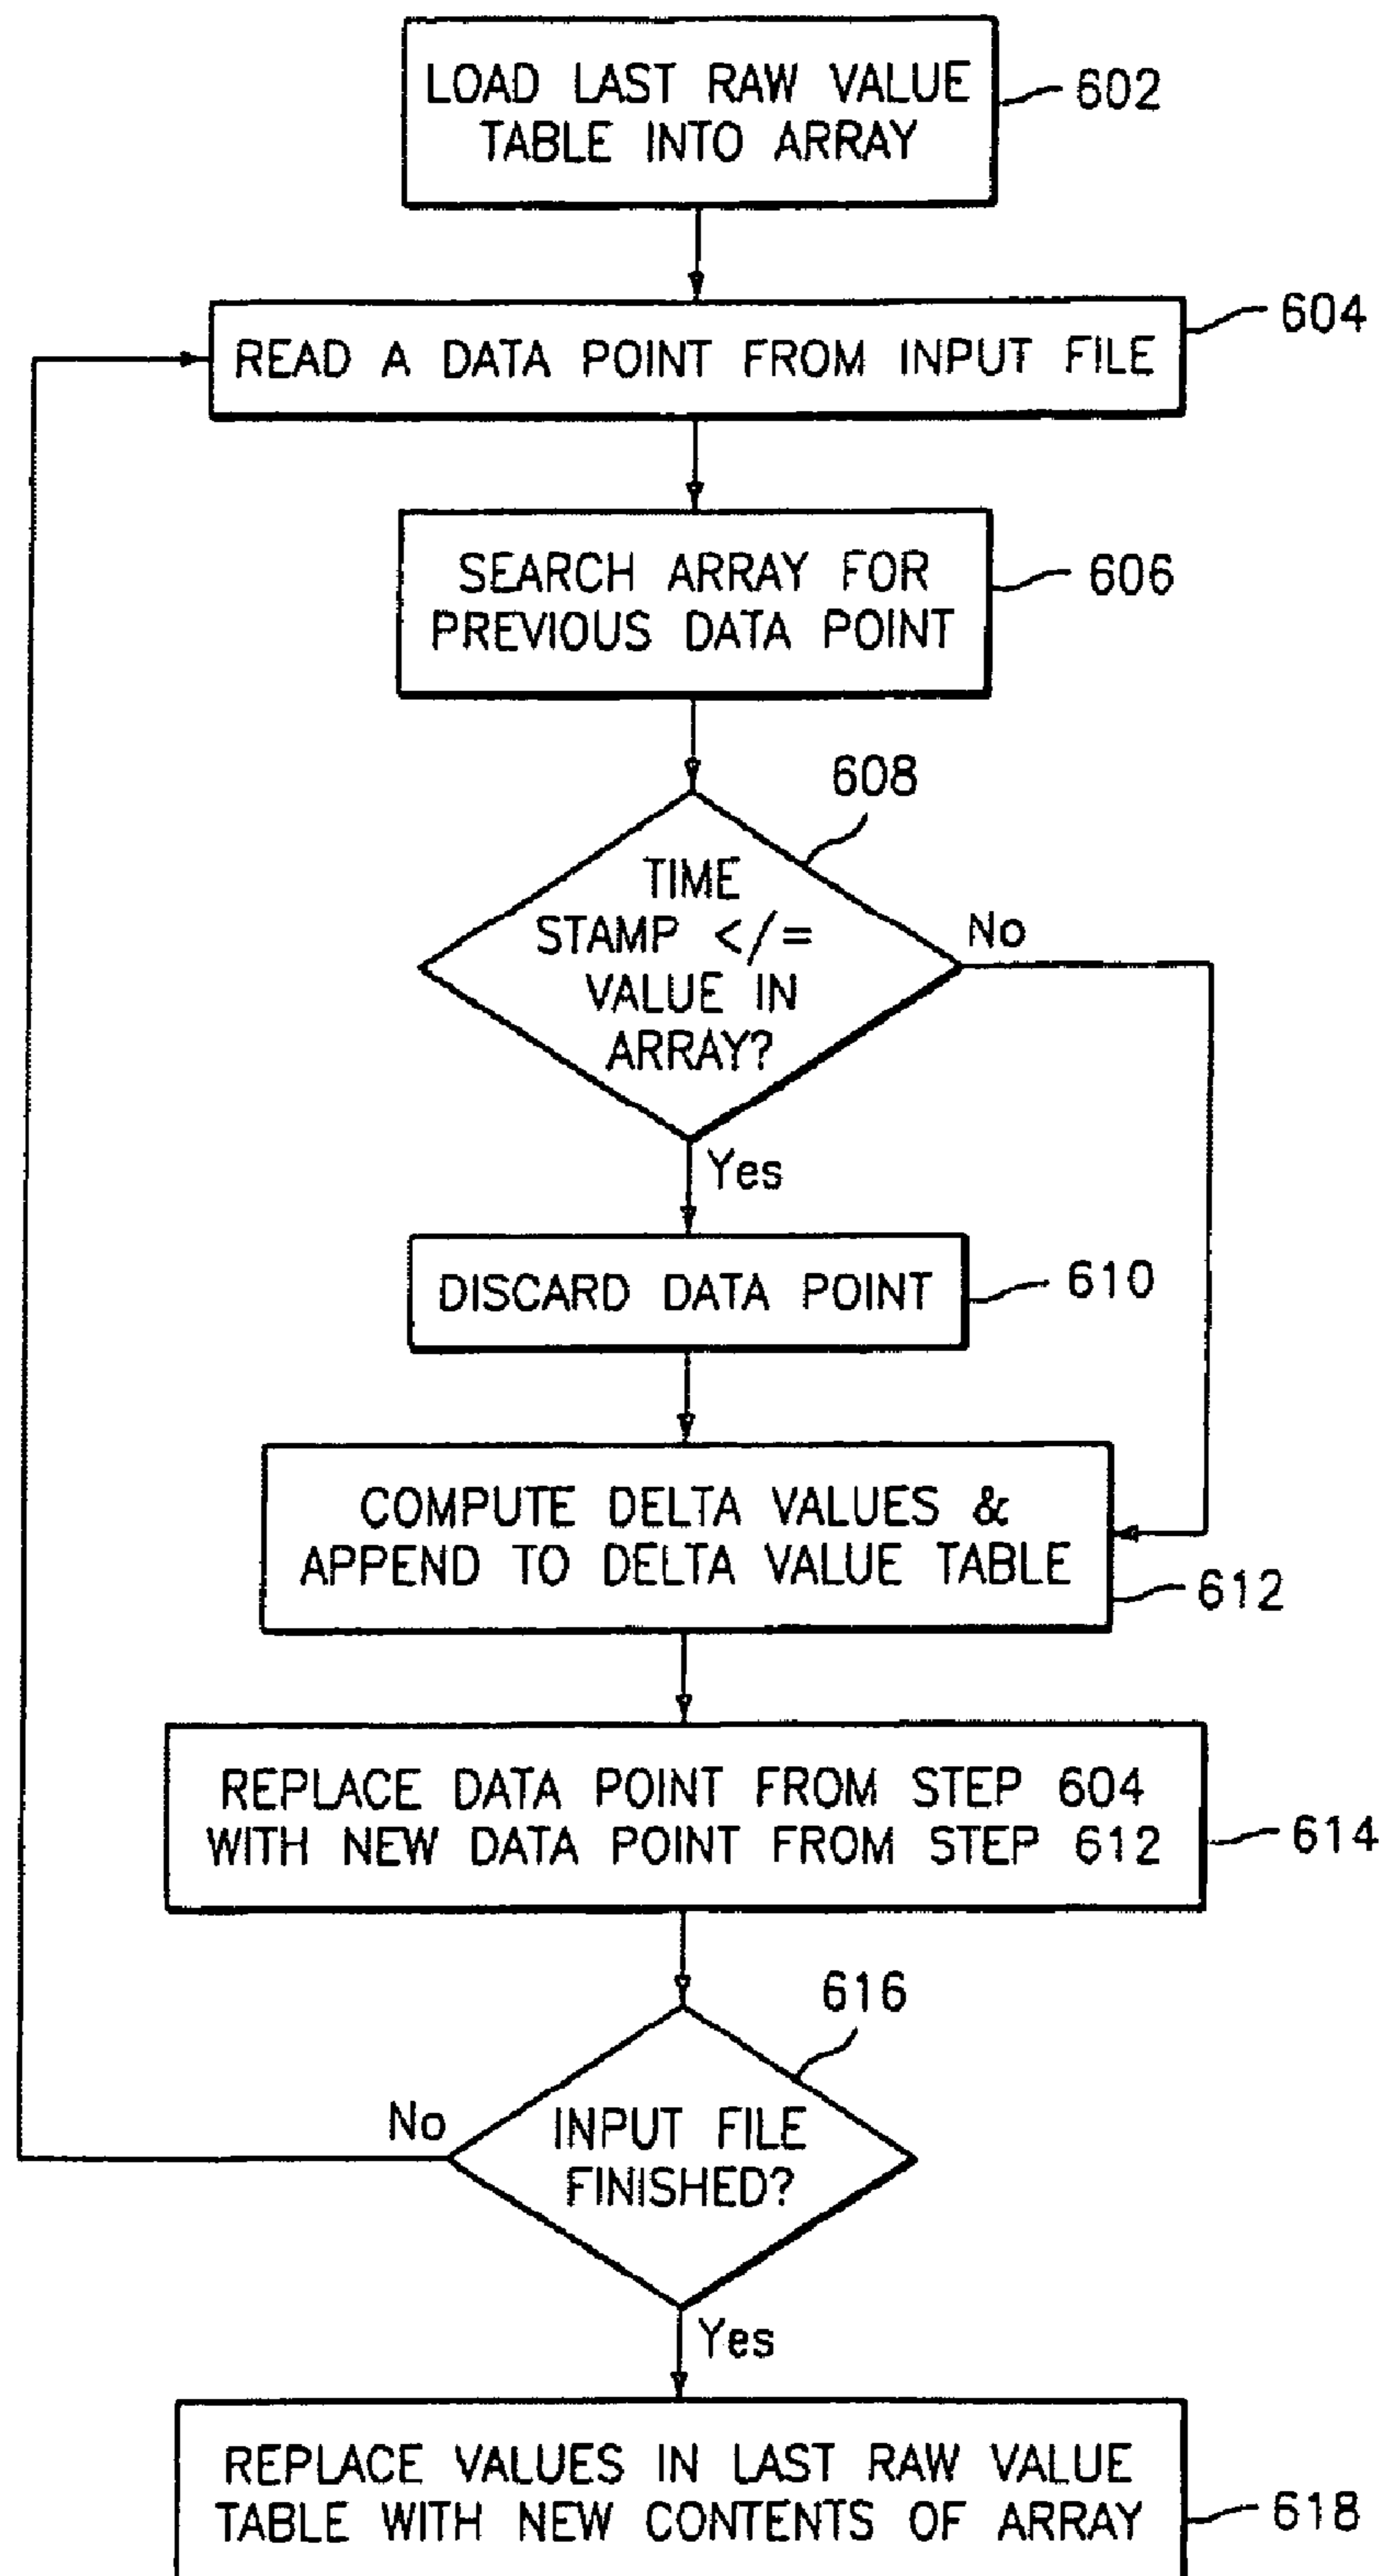 LOAD LAST RAW VALUE
TABLE INTO ARRAY
602
READ A DATA POINT FROM INPUT FILE
604
SEARCH ARRAY FOR
PREVIOUS DATA POINT
606
608
TIME
STAMP </=
VALUE IN
ARRAY?
No
Yes
DISCARD DATA POINT
610
COMPUTE DELTA VALUES &
APPEND TO DELTA VALUE TABLE
612
REPLACE DATA POINT FROM STEP 604
WITH NEW DATA POINT FROM STEP 612
614
616
INPUT FILE
FINISHED?
No
Yes
REPLACE VALUES IN LAST RAW VALUE
TABLE WITH NEW CONTENTS OF ARRAY
618